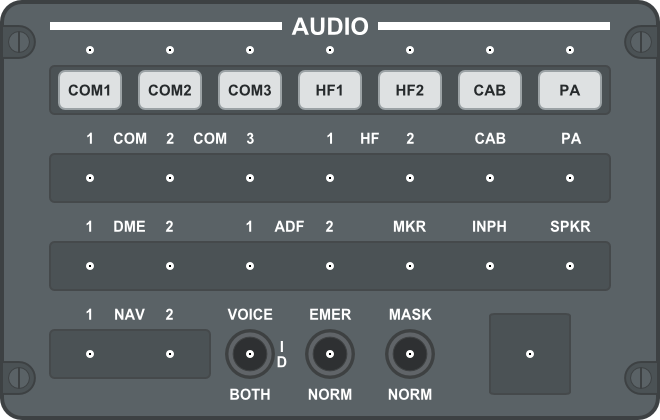 AUDIO
COM1 COM2 COM3 HF1 HF2 CAB PA
1 COM 2 COM 3 1 HF 2 CAB PA
1 DME 2 1 ADF 2 MKR INPH SPKR
1 NAV 2 VOICE EMER MASK
I
D
BOTH NORM NORM